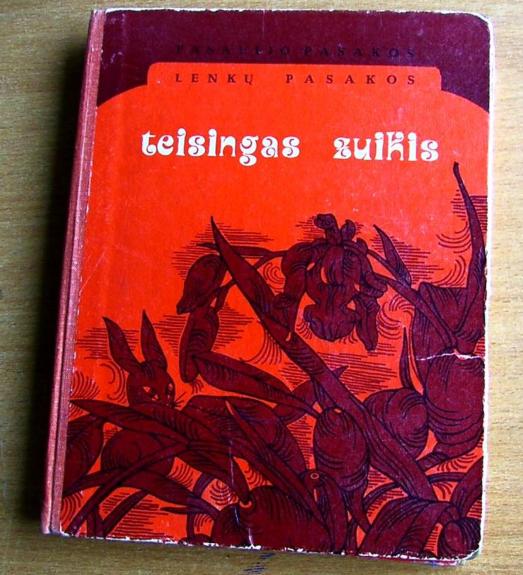 PASAULIO PASAKOS
LENKŲ PASAKOS
teisingas zuikis